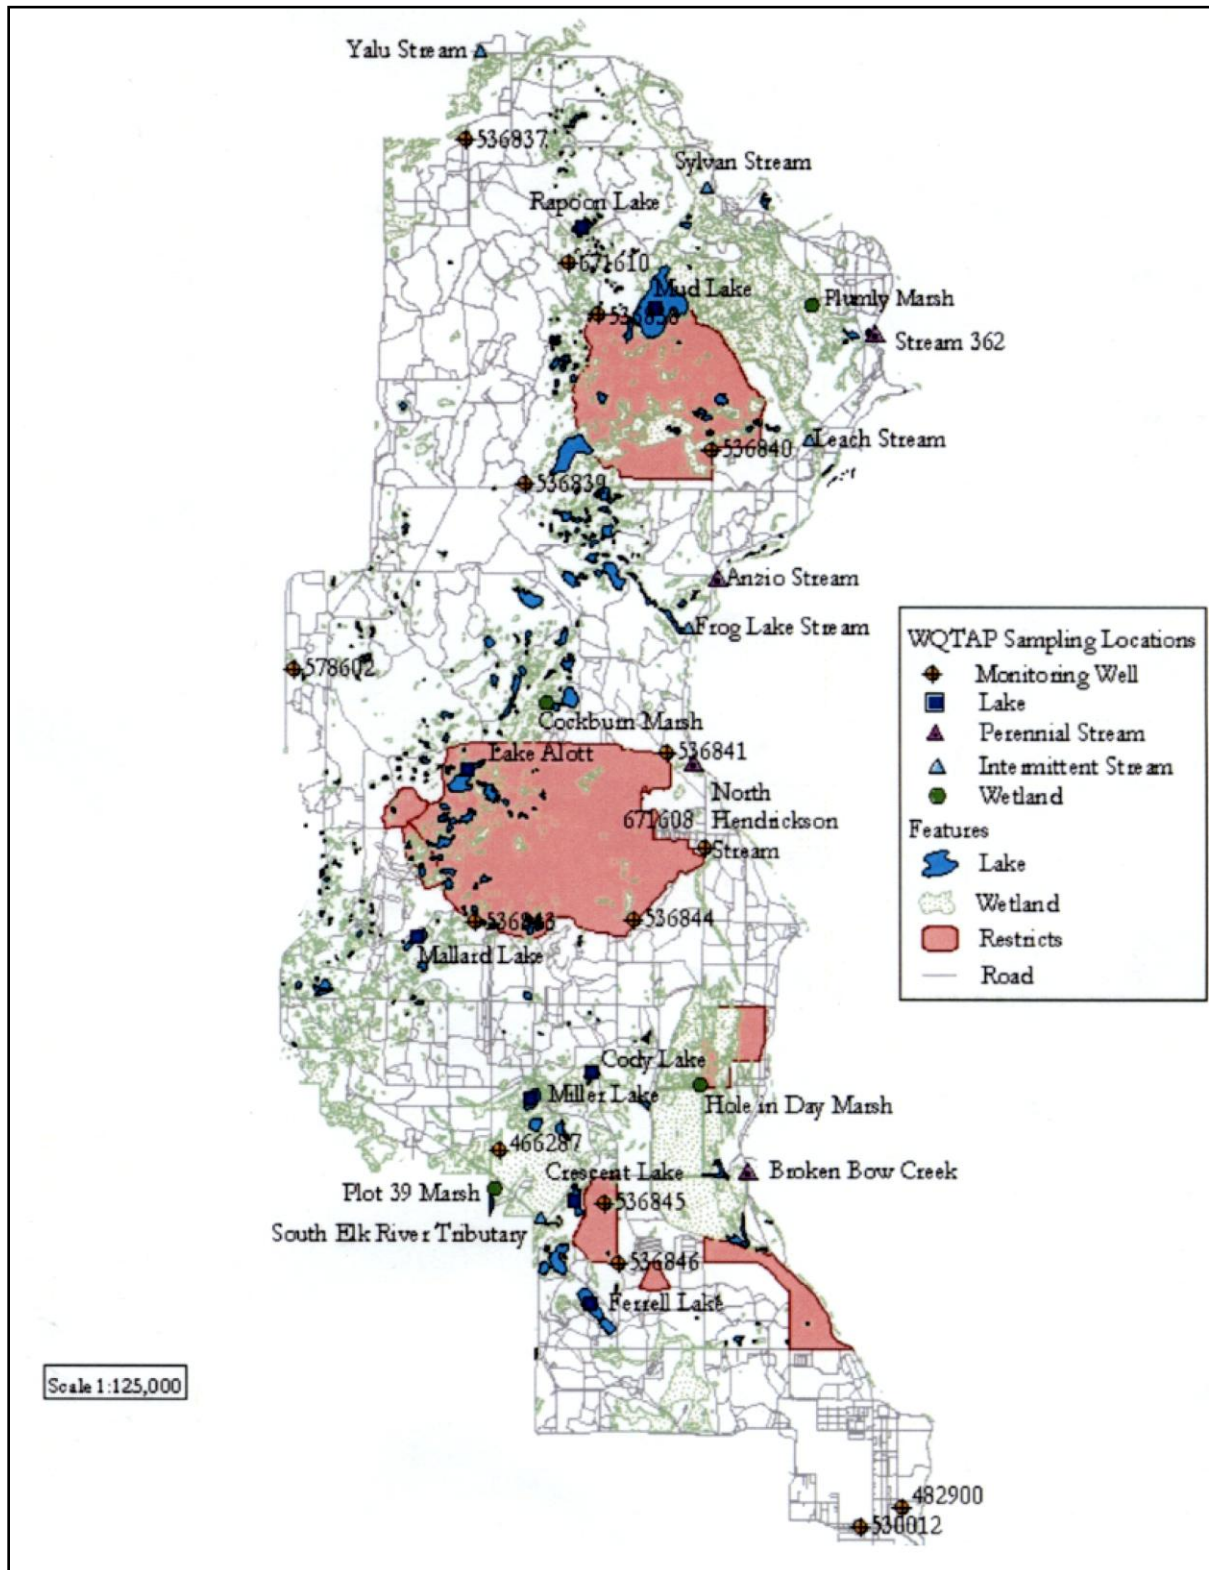 Yalu Stream
536837
Sylvan Stream
Rapoon Lake
671610
Mud Lake
Plumly Marsh
Stream 362
Leach Stream
536840
536839
Anzio Stream
Frog Lake Stream
578602
Cockburn Marsh
Lake Alott
536841
North
671608 Hendrickson
Stream
536844
Mallard Lake
Cody Lake
Miller Lake
Hole in Day Marsh
466287
Crescent Lake
Broken Bow Creek
Plot 39 Marsh
536845
South Elk River Tributary
536846
Ferrell Lake
482900
530012
WQTAP Sampling Locations
Monitoring Well
Lake
Perennial Stream
Intermittent Stream
Wetland
Features
Lake
Wetland
Restricts
Road
Scale 1:125,000